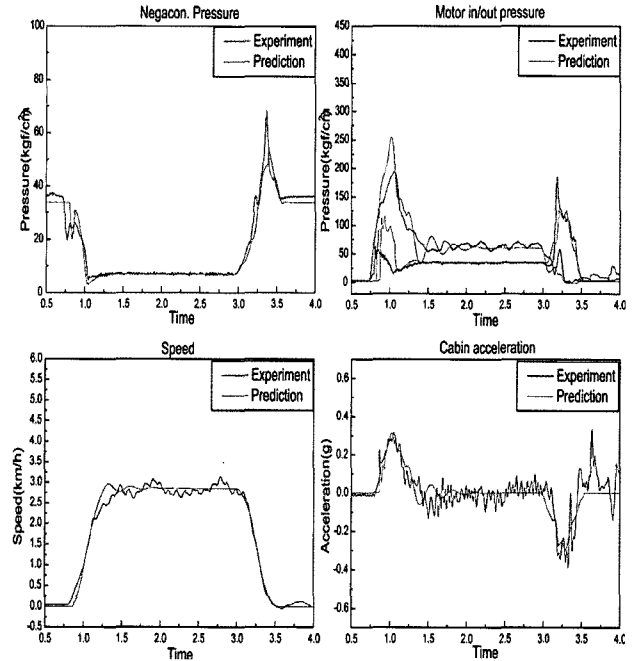 Negacon. Pressure
100
80
60
40
20
0
Pressure(kgf/cm²)
Experiment
Prediction
0.5 1.0 1.5 2.0 2.5 3.0 3.5 4.0
Time
Motor in/out pressure
450
400
350
300
250
200
150
100
50
0
Pressure(kgf/cm²)
Experiment
Prediction
0.5 1.0 1.5 2.0 2.5 3.0 3.5 4.0
Time
Speed
6.0
5.5
5.0
4.5
4.0
3.5
3.0
2.5
2.0
1.5
1.0
0.5
0.0
-0.5
Speed(km/h)
Experiment
Prediction
0.5 1.0 1.5 2.0 2.5 3.0 3.5 4.0
Time
Cabin acceleration
0.6
0.4
0.2
-0.0
-0.2
-0.4
-0.6
Acceleration(g)
Experiment
Prediction
0.5 1.0 1.5 2.0 2.5 3.0 3.5 4.0
Time